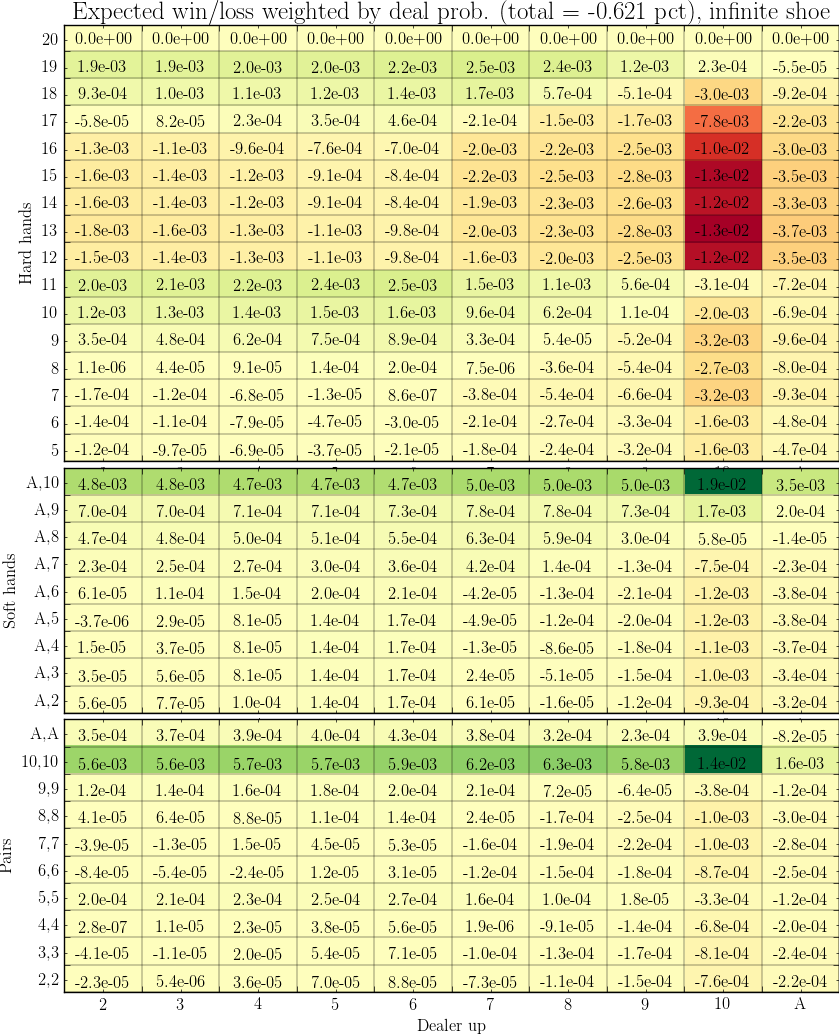 Expected win/loss weighted by deal prob. (total = -0.621 pct), infinite shoe
20 0.0e+00 0.0e+00 0.0e+00 0.0e+00 0.0e+00 0.0e+00 0.0e+00 0.0e+00 0.0e+00 0.0e+00
19 1.9e-03 1.9e-03 2.0e-03 2.0e-03 2.2e-03 2.5e-03 2.4e-03 1.2e-03 2.3e-04 -5.5e-05
18 9.3e-04 1.0e-03 1.1e-03 1.2e-03 1.4e-03 1.7e-03 5.7e-04 -5.1e-04 -3.0e-03 -9.2e-04
17 -5.8e-05 8.2e-05 2.3e-04 3.5e-04 4.6e-04 -2.1e-04 -1.5e-03 -1.7e-03 -7.8e-03 -2.2e-03
16 -1.3e-03 -1.1e-03 -9.6e-04 -7.6e-04 -7.0e-04 -2.0e-03 -2.2e-03 -2.5e-03 -1.0e-02 -3.0e-03
15 -1.6e-03 -1.4e-03 -1.2e-03 -9.1e-04 -8.4e-04 -2.2e-03 -2.5e-03 -2.8e-03 -1.3e-02 -3.5e-03
14 -1.6e-03 -1.4e-03 -1.2e-03 -9.1e-04 -8.4e-04 -1.9e-03 -2.3e-03 -2.6e-03 -1.2e-02 -3.3e-03
13 -1.8e-03 -1.6e-03 -1.3e-03 -1.1e-03 -9.8e-04 -2.0e-03 -2.3e-03 -2.8e-03 -1.3e-02 -3.7e-03
12 -1.5e-03 -1.4e-03 -1.3e-03 -1.1e-03 -9.8e-04 -1.6e-03 -2.0e-03 -2.5e-03 -1.2e-02 -3.5e-03
11 2.0e-03 2.1e-03 2.2e-03 2.4e-03 2.5e-03 1.5e-03 1.1e-03 5.6e-04 -3.1e-04 -7.2e-04
10 1.2e-03 1.3e-03 1.4e-03 1.5e-03 1.6e-03 9.6e-04 6.2e-04 1.1e-04 -2.0e-03 -6.9e-04
9 3.5e-04 4.8e-04 6.2e-04 7.5e-04 8.9e-04 3.3e-04 5.4e-05 -5.2e-04 -3.2e-03 -9.6e-04
8 1.1e-06 4.4e-05 9.1e-05 1.4e-04 2.0e-04 7.5e-06 -3.6e-04 -5.4e-04 -2.7e-03 -8.0e-04
7 -1.7e-04 -1.2e-04 -6.8e-05 -1.3e-05 8.6e-07 -3.8e-04 -5.4e-04 -6.6e-04 -3.2e-03 -9.3e-04
6 -1.4e-04 -1.1e-04 -7.9e-05 -4.7e-05 -3.0e-05 -2.1e-04 -2.7e-04 -3.3e-04 -1.6e-03 -4.8e-04
5 -1.2e-04 -9.7e-05 -6.9e-05 -3.7e-05 -2.1e-05 -1.8e-04 -2.4e-04 -3.2e-04 -1.6e-03 -4.7e-04
Hard hands
A,10 4.8e-03 4.8e-03 4.7e-03 4.7e-03 4.7e-03 5.0e-03 5.0e-03 5.0e-03 1.9e-02 3.5e-03
A,9 7.0e-04 7.0e-04 7.1e-04 7.1e-04 7.3e-04 7.8e-04 7.8e-04 7.3e-04 1.7e-03 2.0e-04
A,8 4.7e-04 4.8e-04 5.0e-04 5.1e-04 5.5e-04 6.3e-04 5.9e-04 3.0e-04 5.8e-05 -1.4e-05
A,7 2.3e-04 2.5e-04 2.7e-04 3.0e-04 3.6e-04 4.2e-04 1.4e-04 -1.3e-04 -7.5e-04 -2.3e-04
A,6 6.1e-05 1.1e-04 1.5e-04 2.0e-04 2.1e-04 -4.2e-05 -1.3e-04 -2.1e-04 -1.2e-03 -3.8e-04
A,5 -3.7e-06 2.9e-05 8.1e-05 1.4e-04 1.7e-04 -4.9e-05 -1.2e-04 -2.0e-04 -1.2e-03 -3.8e-04
A,4 1.5e-05 3.7e-05 8.1e-05 1.4e-04 1.7e-04 -1.3e-05 -8.6e-05 -1.8e-04 -1.1e-03 -3.7e-04
A,3 3.5e-05 5.6e-05 8.1e-05 1.4e-04 1.7e-04 2.4e-05 -5.1e-05 -1.5e-04 -1.0e-03 -3.4e-04
A,2 5.6e-05 7.7e-05 1.0e-04 1.4e-04 1.7e-04 6.1e-05 -1.6e-05 -1.2e-04 -9.3e-04 -3.2e-04
Soft hands
A,A 3.5e-04 3.7e-04 3.9e-04 4.0e-04 4.3e-04 3.8e-04 3.2e-04 2.3e-04 3.9e-04 -8.2e-05
10,10 5.6e-03 5.6e-03 5.7e-03 5.7e-03 5.9e-03 6.2e-03 6.3e-03 5.8e-03 1.4e-02 1.6e-03
9,9 1.2e-04 1.4e-04 1.6e-04 1.8e-04 2.0e-04 2.1e-04 7.2e-05 -6.4e-05 -3.8e-04 -1.2e-04
8,8 4.1e-05 6.4e-05 8.8e-05 1.1e-04 1.4e-04 2.4e-05 -1.7e-04 -2.5e-04 -1.0e-03 -3.0e-04
7,7 -3.9e-05 -1.3e-05 1.5e-05 4.5e-05 5.3e-05 -1.6e-04 -1.9e-04 -2.2e-04 -1.0e-03 -2.8e-04
6,6 -8.4e-05 -5.4e-05 -2.4e-05 1.2e-05 3.1e-05 -1.2e-04 -1.5e-04 -1.8e-04 -8.7e-04 -2.5e-04
5,5 2.0e-04 2.1e-04 2.3e-04 2.5e-04 2.7e-04 1.6e-04 1.0e-04 1.8e-05 -3.3e-04 -1.2e-04
4,4 2.8e-07 1.1e-05 2.3e-05 3.8e-05 5.6e-05 1.9e-06 -9.1e-05 -1.4e-04 -6.8e-04 -2.0e-04
3,3 -4.1e-05 -1.1e-05 2.0e-05 5.4e-05 7.1e-05 -1.0e-04 -1.3e-04 -1.7e-04 -8.1e-04 -2.4e-04
2,2 -2.3e-05 5.4e-06 3.6e-05 7.0e-05 8.8e-05 -7.3e-05 -1.1e-04 -1.5e-04 -7.6e-04 -2.2e-04
Pairs
2 3 4 5 6 7 8 9 10 A
Dealer up